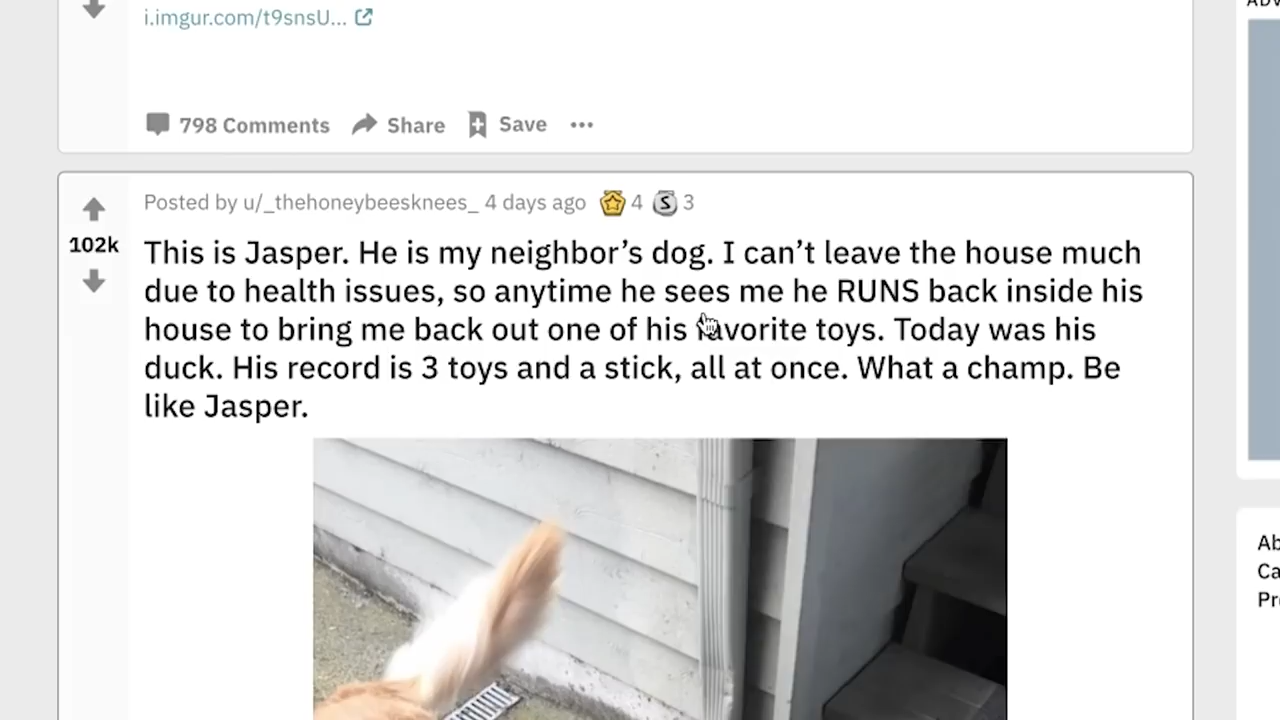 i.imgur.com/t9snsU...
798 Comments Share Save
Posted by u/_thehoneybeesknees_ 4 days ago 4 S 3
102k
This is Jasper. He is my neighbor’s dog. I can’t leave the house much
due to health issues, so anytime he sees me he RUNS back inside his
house to bring me back out one of his favorite toys. Today was his
duck. His record is 3 toys and a stick, all at once. What a champ. Be
like Jasper.